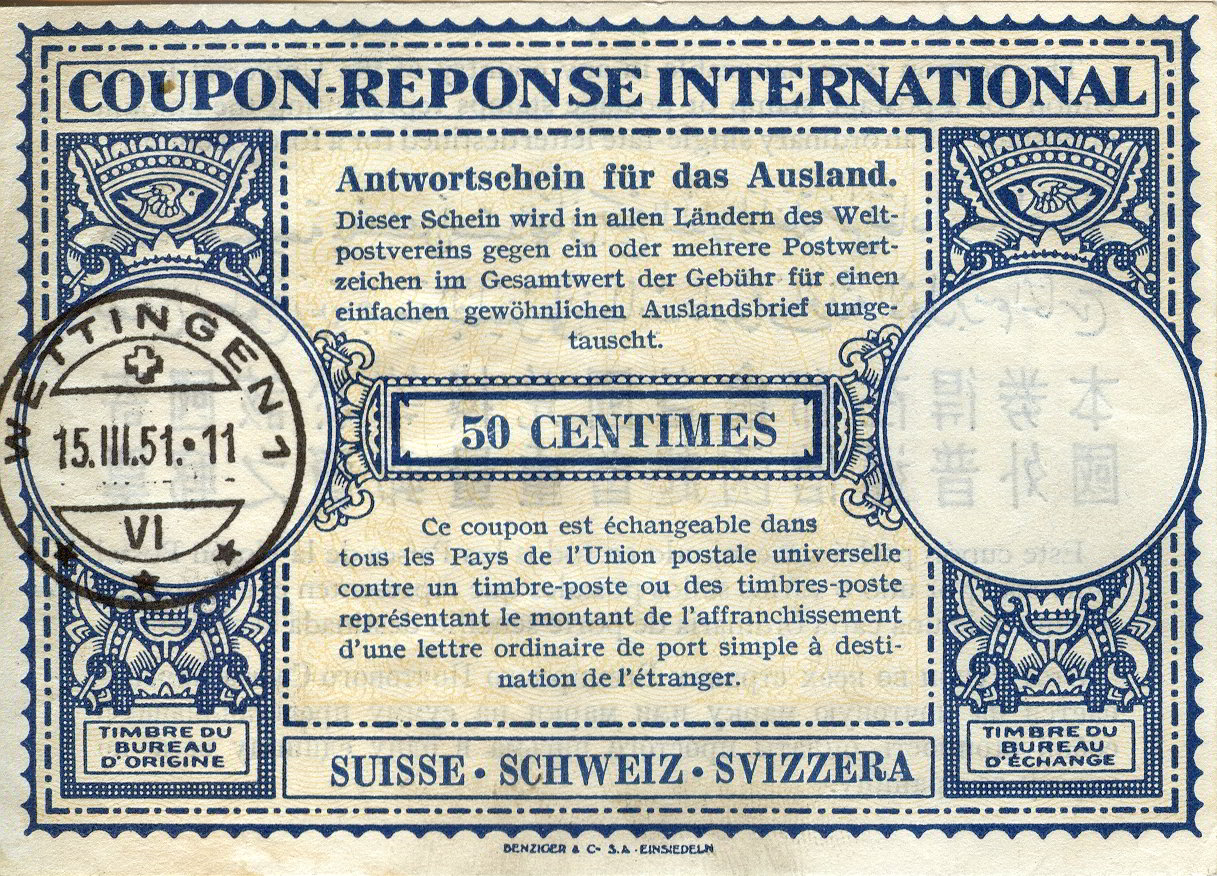 COUPON-REPONSE INTERNATIONAL
Antwortschein für das Ausland.
Dieser Schein wird in allen Ländern des Welt-
postvereins gegen ein oder mehrere Postwert-
zeichen im Gesamtwert der Gebühr für einen
einfachen gewöhnlichen Auslandsbrief umge-
tauscht.
WETTINGEN 1
15.III.51.•11
VI
50 CENTIMES
Ce coupon est échangeable dans
tous les Pays de l'Union postale universelle
contre un timbre-poste ou des timbres-poste
représentant le montant de l'affranchissement
d'une lettre ordinaire de port simple à desti-
nation de l'étranger.
TIMBRE DU
BUREAU
D'ORIGINE
TIMBRE DU
BUREAU
D'ÉCHANGE
SUISSE • SCHWEIZ • SVIZZERA
BENZIGER & Co S.A. · EINSIEDELN